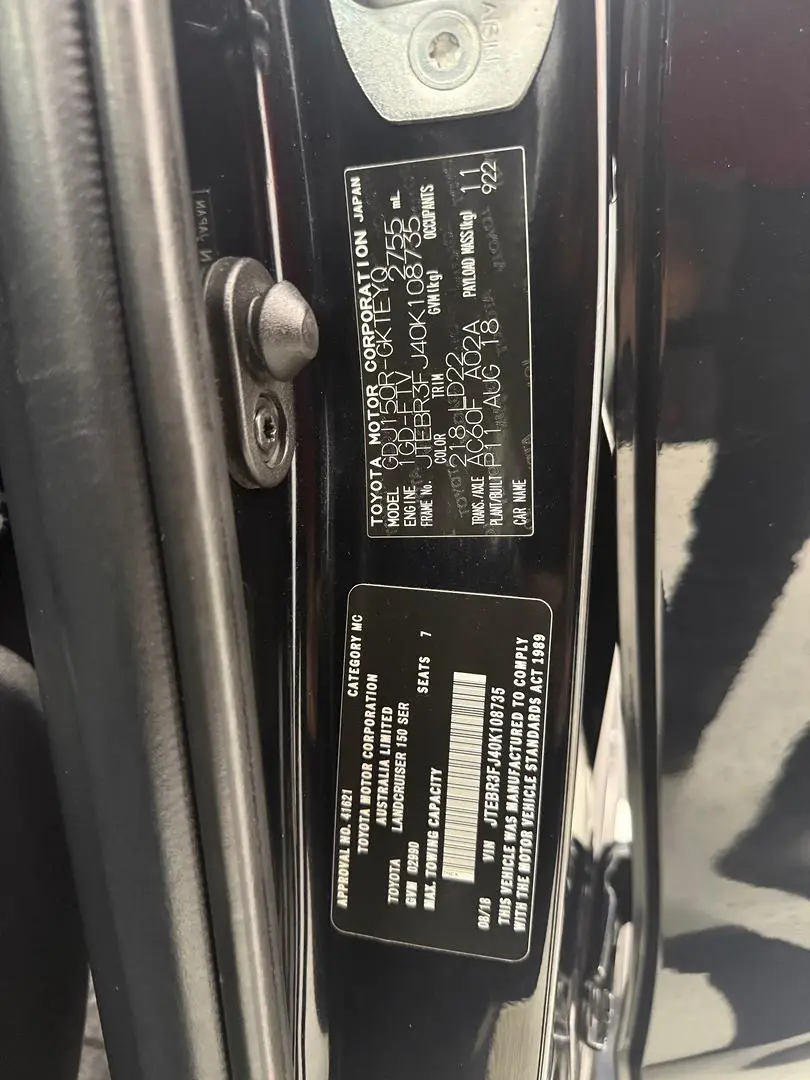 TOYOTA MOTOR CORPORATION JAPAN
MODEL GDJ150R-GKTEYQ
ENGINE 1GD-FTV 2755 mL
FRAME No. JTEBR3FJ40K108735
COLOR TRIM GVM(kg) OCCUPANTS
218 LD22
TRANS./AXLE AC60F A02A PAYLOAD MASS(kg) 11
PLANT/BUILT P11 AUG 18 922
CAR NAME
APPROVAL NO. 41621 CATEGORY MC
TOYOTA MOTOR CORPORATION
AUSTRALIA LIMITED
TOYOTA LANDCRUISER 150 SER
GVM 02990 SEATS 7
MAX. TOWING CAPACITY
08/18 VIN JTEBR3FJ40K108735
THIS VEHICLE WAS MANUFACTURED TO COMPLY
WITH THE MOTOR VEHICLE STANDARDS ACT 1989